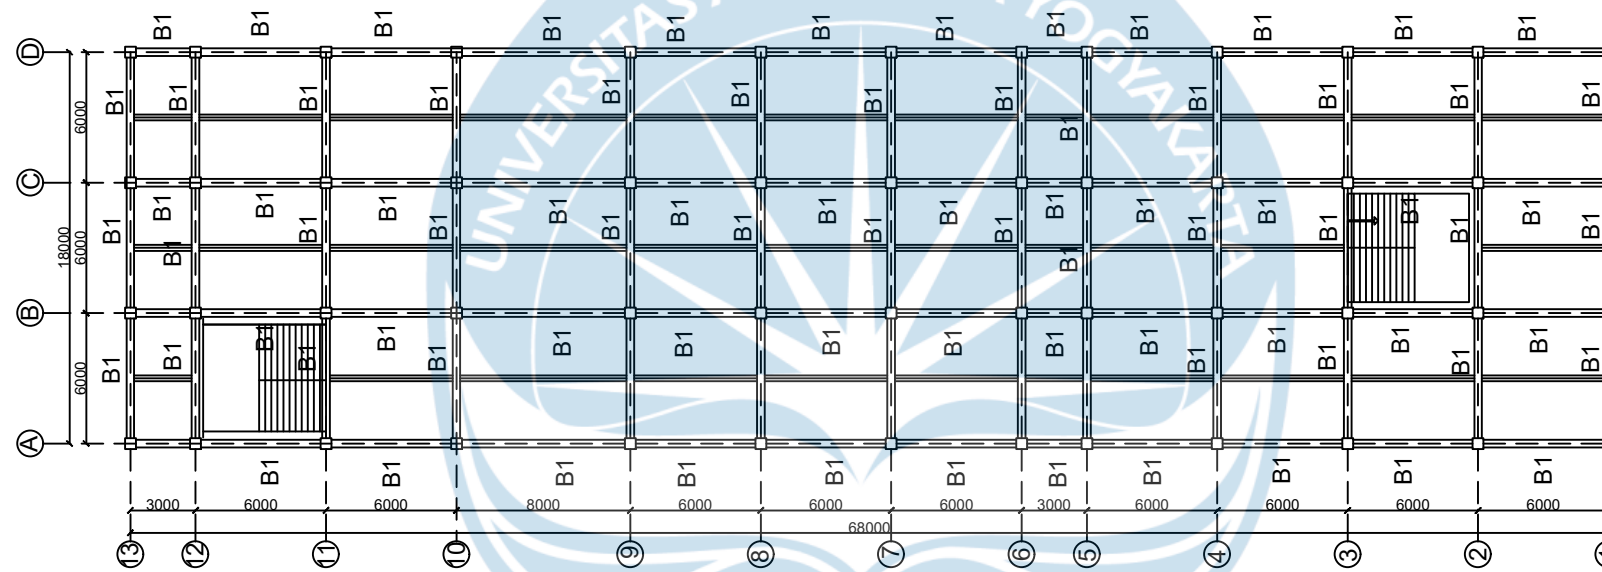 B1 B1 B1 B1 B1 B1 B1 B1 B1 B1 B1 B1
D
UNIVERSITAS A YOGYAKARTA
B1 B1 B1 B1 B1 B1 B1 B1 B1 B1 B1 B1
6000
B1
C
B1 B1 B1 B1 B1 B1 B1 B1 B1 B1 B1 B1
B1 B1 B1 B1 B1 B1 B1 B1 B1 B1 B1 B1
18000
6000
B1 B1
B
B1 B1 B1 B1 B1 B1 B1 B1 B1 B1 B1
B1 B1 B1 B1 B1 B1 B1 B1
6000
A
B1 B1 B1 B1 B1 B1 B1 B1 B1 B1
3000 6000 6000 8000 6000 6000 6000 3000 6000 6000 6000 6000
68000
13 12 11 10 9 8 7 6 5 4 3 2